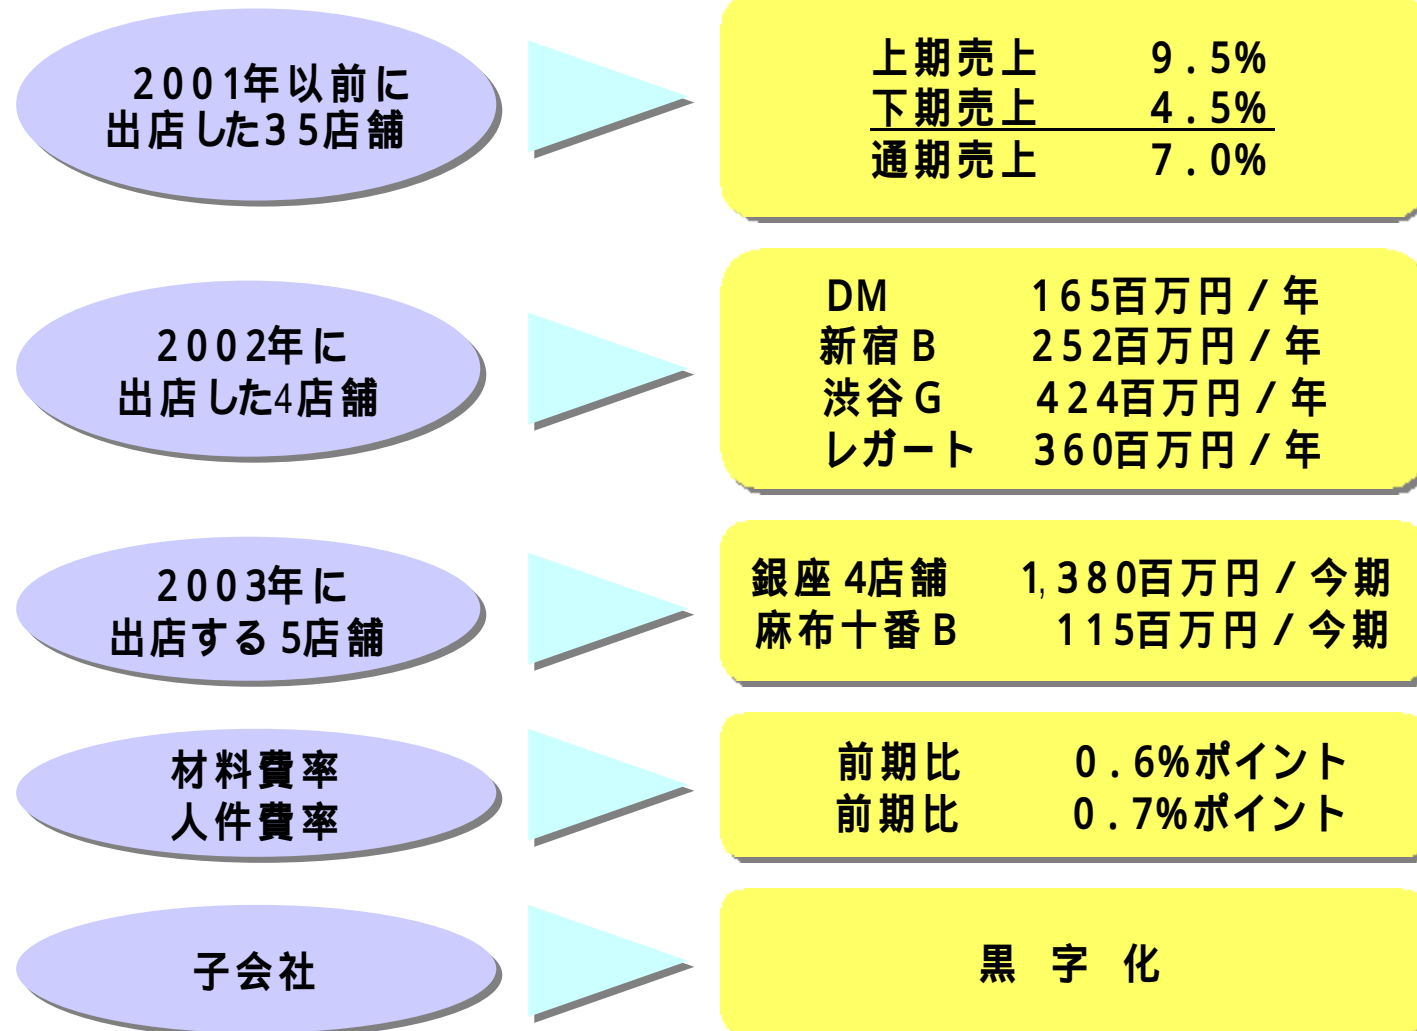 2001年以前に
出店した35店舗
上期売上 9.5%
下期売上 4.5%
通期売上 7.0%
2002年に
出店した4店舗
DM 165百万円/年
新宿B 252百万円/年
渋谷G 424百万円/年
レガート 360百万円/年
2003年に
出店する5店舗
銀座4店舗 1,380百万円/今期
麻布十番B 115百万円/今期
材料費率
人件費率
前期比 0.6%ポイント
前期比 0.7%ポイント
子会社
黒字化